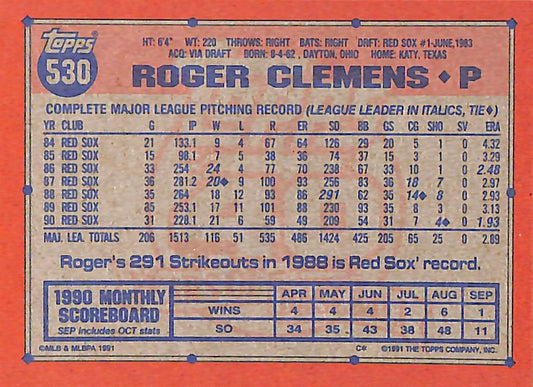 Topps
530
HT: 6'4" WT: 220 THROWS: RIGHT BATS: RIGHT DRFT: RED SOX #1-JUNE, 1983
ACQ: VIA DRAFT BORN: 8-4-62, DAYTON, OHIO HOME: KATY, TEXAS
ROGER CLEMENS ♦ P
COMPLETE MAJOR LEAGUE PITCHING RECORD (LEAGUE LEADER IN ITALICS, TIE♦)
YR CLUB G IP W L R ER SO BB GS CG SHO SV ERA
84 RED SOX 21 133.1 9 4 67 64 126 29 20 5 1 0 4.32
85 RED SOX 15 98.1 7 5 38 36 74 37 15 3 1 0 3.29
86 RED SOX 33 254 24 4 77 70 238 67 33 10 1 0 2.48
87 RED SOX 36 281.2 20♦ 9 100 93 256 83 36 18 7 0 2.97
88 RED SOX 35 264 18 12 93 86 291 62 35 14♦ 8 0 2.93
89 RED SOX 35 253.1 17 11 101 88 230 93 35 8 3 0 3.13
90 RED SOX 31 228.1 21 6 59 49 209 54 31 7 4♦ 0 1.93
MAJ. LEA. TOTALS 206 1513 116 51 535 486 1424 425 205 65 25 0 2.89
Roger's 291 Strikeouts in 1988 is Red Sox' record.
1990 MONTHLY SCOREBOARD APR MAY JUN JUL AUG SEP
WINS 4 4 4 2 6 1
SEP includes OCT stats SO 34 35 43 38 48 11
©MLB & MLBPA 1991 C* ©1991 THE TOPPS COMPANY, INC.